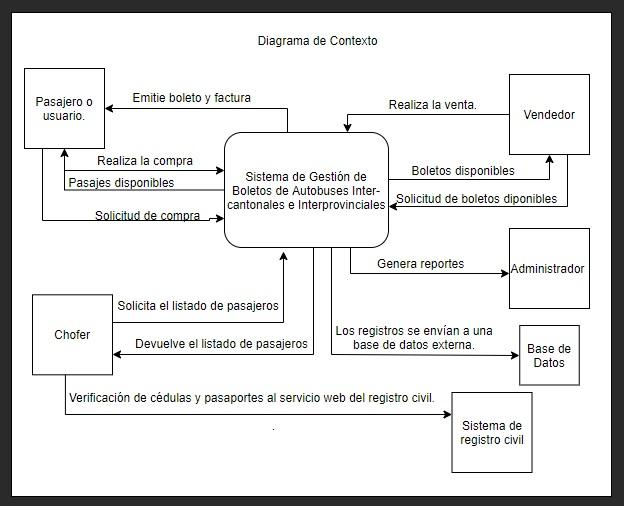 Diagrama de Contexto
Pasajero o
usuario.
Emitie boleto y factura
Realiza la venta.
Vendedor
Realiza la compra
Pasajes disponibles
Solicitud de compra
Sistema de Gestión de
Boletos de Autobuses Inter-
cantonales e Interprovinciales
Boletos disponibles
Solicitud de boletos diponibles
Genera reportes
Administrador
Solicita el listado de pasajeros
Chofer
Devuelve el listado de pasajeros
Los registros se envían a una
base de datos externa.
Base de
Datos
Verificación de cédulas y pasaportes al servicio web del registro civil.
.
Sistema de
registro civil